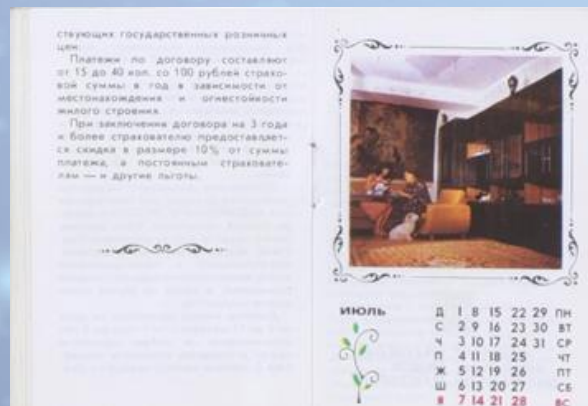 ствующих государственных розничных
цен.
Платежи по договору составляют
от 15 до 40 коп. со 100 рублей страхо-
вой суммы в год в зависимости от
местонахождения и огнестойкости
жилого строения.
При заключении договора на 3 года
и более страхователю предоставляет-
ся скидка в размере 10% от суммы
платежа, а постоянным страховате-
лям — и другие льготы.
ИЮЛЬ
Д 1 8 15 22 29 ПН
С 2 9 16 23 30 ВТ
Ч 3 10 17 24 31 СР
П 4 11 18 25 ЧТ
Ж 5 12 19 26 ПТ
Ш 6 13 20 27 СБ
Я 7 14 21 28 ВС